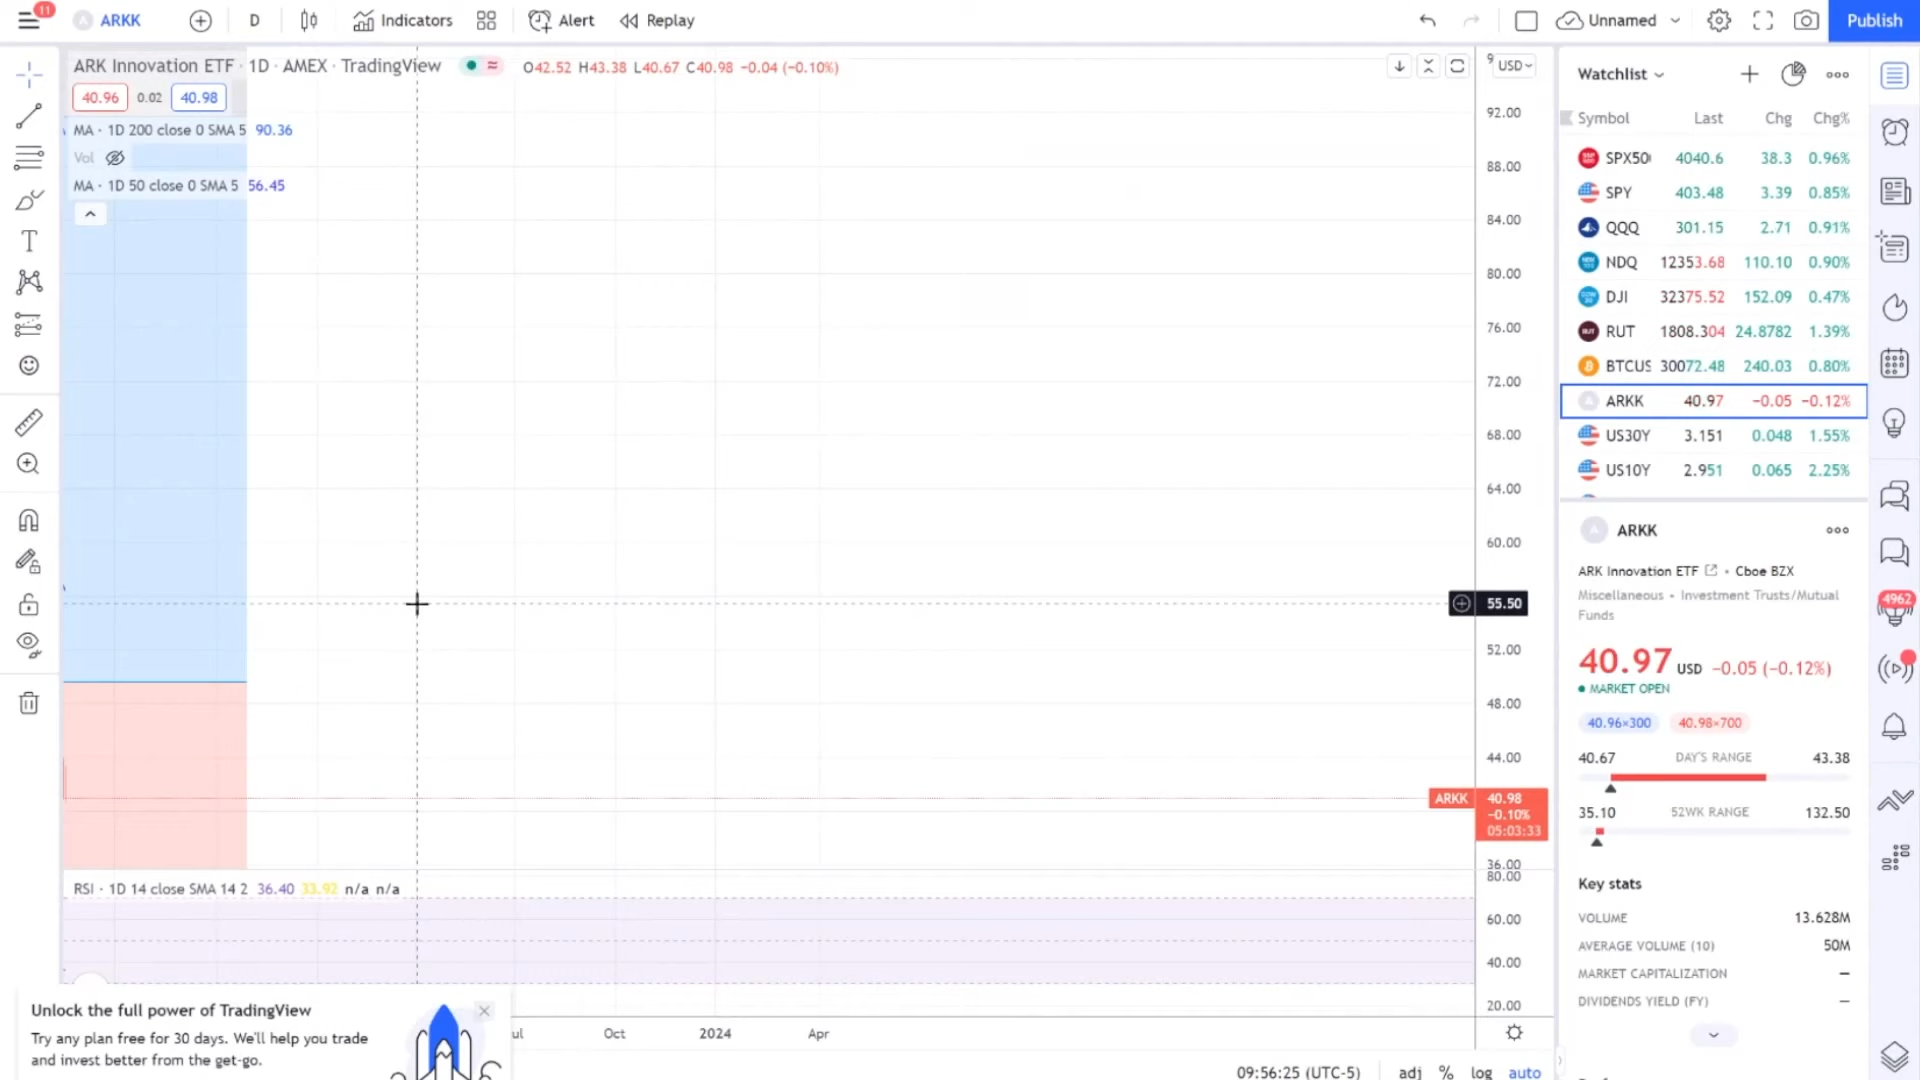 11 ARKK D Indicators Alert Replay Unnamed Publish
ARK Innovation ETF · 1D · AMEX · TradingView O42.52 H43.38 L40.67 C40.98 −0.04 (−0.10%)
40.96 0.02 40.98
MA · 1D 200 close 0 SMA 5 90.36
Vol
MA · 1D 50 close 0 SMA 5 56.45
USD
92.00
88.00
84.00
80.00
76.00
72.00
68.00
64.00
60.00
55.50
52.00
48.00
44.00
ARKK 40.98
−0.10%
05:03:33
36.00
RSI · 1D 14 close SMA 14 2 36.40 33.92 n/a n/a
80.00
60.00
40.00
20.00
Oct 2024 Apr
Unlock the full power of TradingView
Try any plan free for 30 days. We'll help you trade
and invest better from the get-go.
09:56:25 (UTC-5) adj % log auto
Watchlist
Symbol Last Chg Chg%
SPX50 4040.6 38.3 0.96%
SPY 403.48 3.39 0.85%
QQQ 301.15 2.71 0.91%
NDQ 12353.68 110.10 0.90%
DJI 32375.52 152.09 0.47%
RUT 1808.304 24.8782 1.39%
BTCUS 30072.48 240.03 0.80%
ARKK 40.97 −0.05 −0.12%
US30Y 3.151 0.048 1.55%
US10Y 2.951 0.065 2.25%
ARKK
ARK Innovation ETF • Cboe BZX
Miscellaneous • Investment Trusts/Mutual
Funds
40.97 USD −0.05 (−0.12%)
MARKET OPEN
40.96×300 40.98×700
40.67 DAY'S RANGE 43.38
35.10 52WK RANGE 132.50
Key stats
VOLUME 13.628M
AVERAGE VOLUME (10) 50M
MARKET CAPITALIZATION —
DIVIDENDS YIELD (FY) —
4962